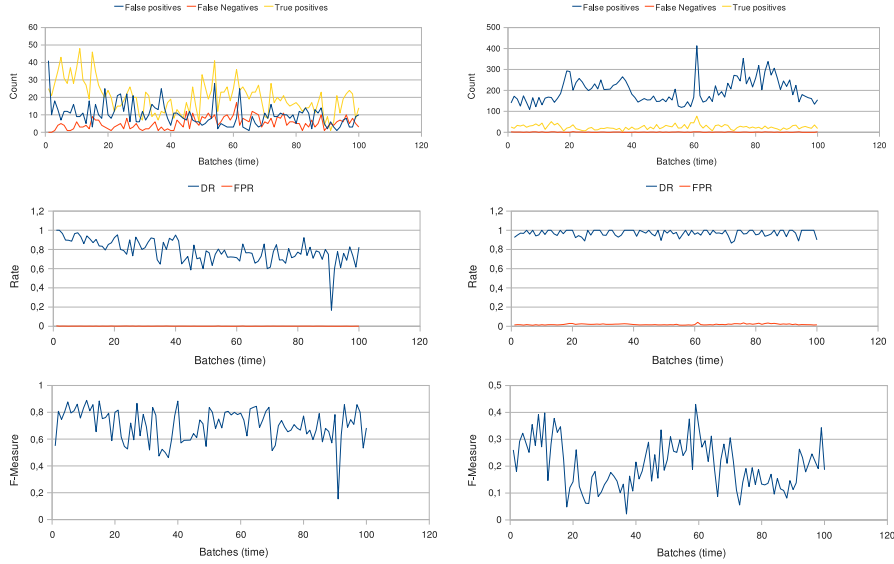 False positives False Negatives True positives
60
50
40
30
20
10
0
Count
0 20 40 60 80 100 120
Batches (time)
False positives False Negatives True positives
500
400
300
200
100
0
Count
0 20 40 60 80 100 120
Batches (time)
DR FPR
1,2
1
0,8
0,6
0,4
0,2
0
Rate
0 20 40 60 80 100 120
Batches (time)
DR FPR
1,2
1
0,8
0,6
0,4
0,2
0
Rate
0 20 40 60 80 100 120
Batches (time)
1
0,8
0,6
0,4
0,2
0
F-Measure
0 20 40 60 80 100 120
Batches (time)
0,5
0,4
0,3
0,2
0,1
0
F-Measure
0 20 40 60 80 100 120
Batches (time)